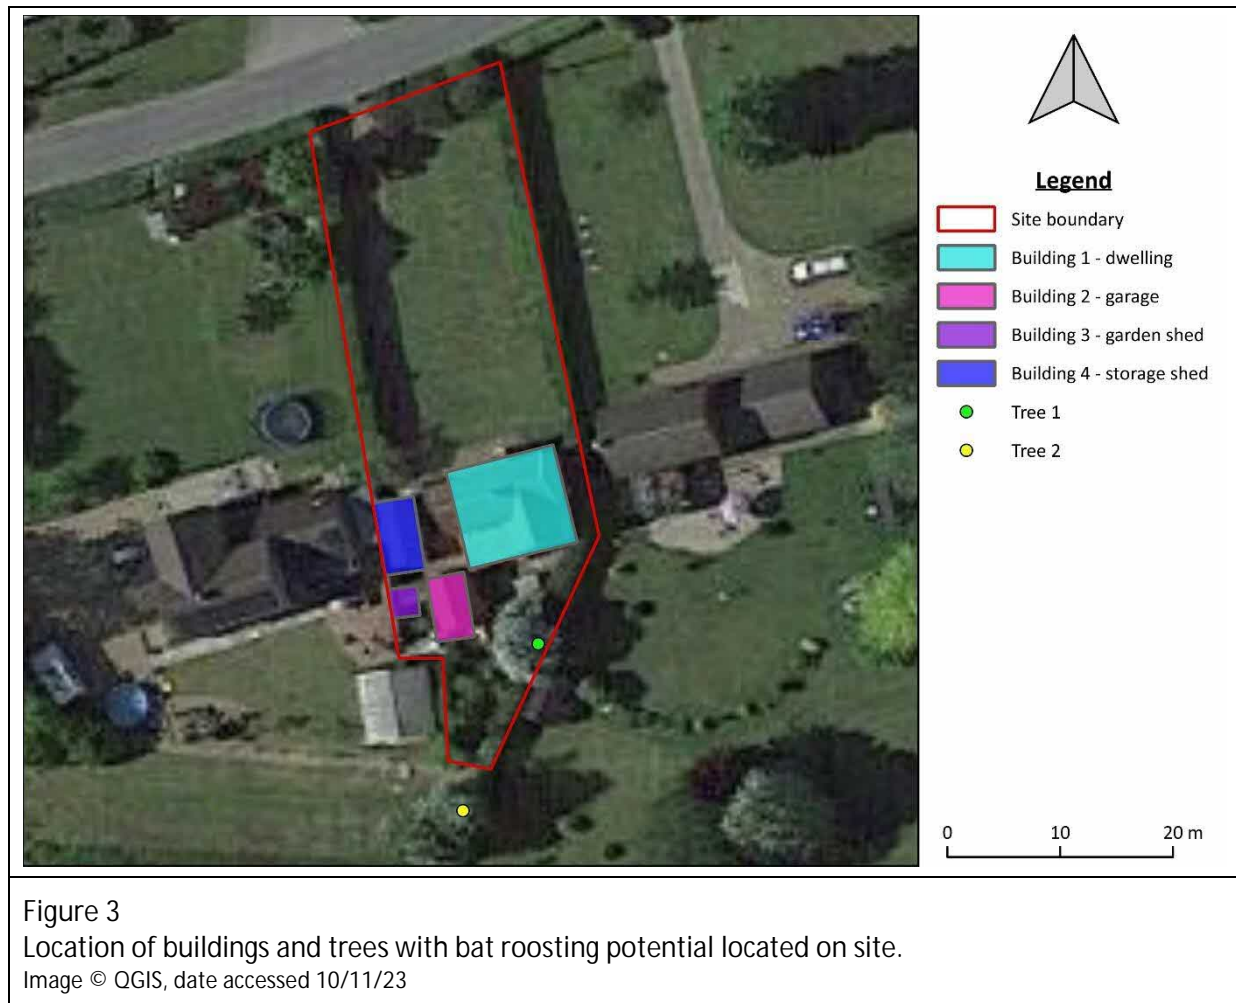 Legend
Site boundary
Building 1 - dwelling
Building 2 - garage
Building 3 - garden shed
Building 4 - storage shed
Tree 1
Tree 2
0 10 20 m
Figure 3
Location of buildings and trees with bat roosting potential located on site.
Image © QGIS, date accessed 10/11/23